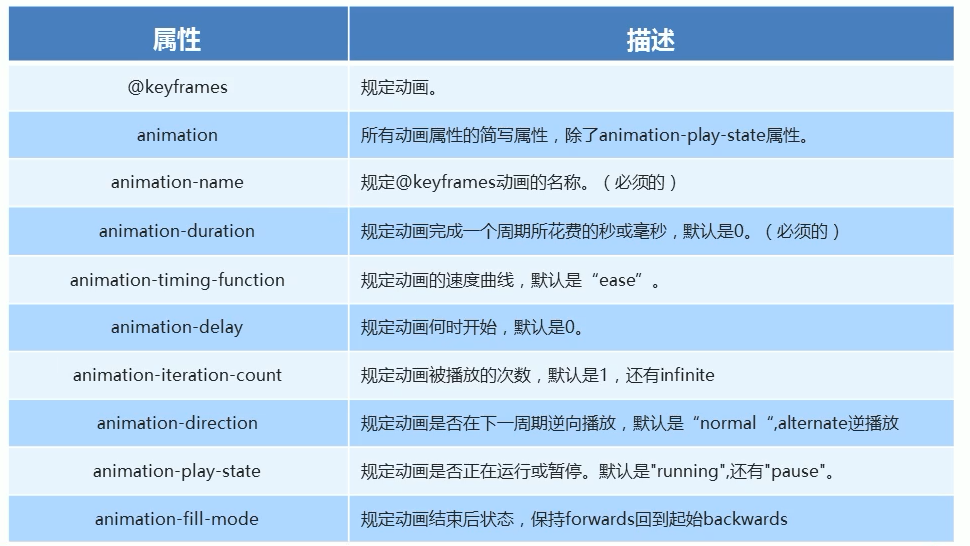 属性 描述
@keyframes 规定动画。
animation 所有动画属性的简写属性，除了animation-play-state属性。
animation-name 规定@keyframes动画的名称。（必须的）
animation-duration 规定动画完成一个周期所花费的秒或毫秒，默认是0。（必须的）
animation-timing-function 规定动画的速度曲线，默认是“ease”。
animation-delay 规定动画何时开始，默认是0。
animation-iteration-count 规定动画被播放的次数，默认是1，还有infinite
animation-direction 规定动画是否在下一周期逆向播放，默认是“normal“,alternate逆播放
animation-play-state 规定动画是否正在运行或暂停。默认是"running",还有"pause"。
animation-fill-mode 规定动画结束后状态，保持forwards回到起始backwards